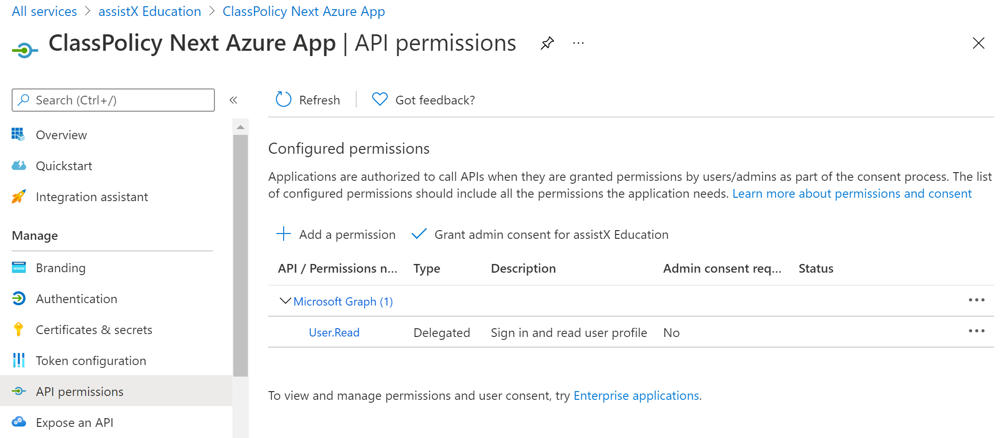 All services > assistX Education > ClassPolicy Next Azure App
ClassPolicy Next Azure App | API permissions
Search (Ctrl+/)
Overview
Quickstart
Integration assistant
Manage
Branding
Authentication
Certificates & secrets
Token configuration
API permissions
Expose an API
Refresh
Got feedback?
Configured permissions
Applications are authorized to call APIs when they are granted permissions by users/admins as part of the consent process. The list
of configured permissions should include all the permissions the application needs. Learn more about permissions and consent
Add a permission
Grant admin consent for assistX Education
API / Permissions n... Type Description Admin consent req... Status
Microsoft Graph (1)
User.Read Delegated Sign in and read user profile No
To view and manage permissions and user consent, try Enterprise applications.